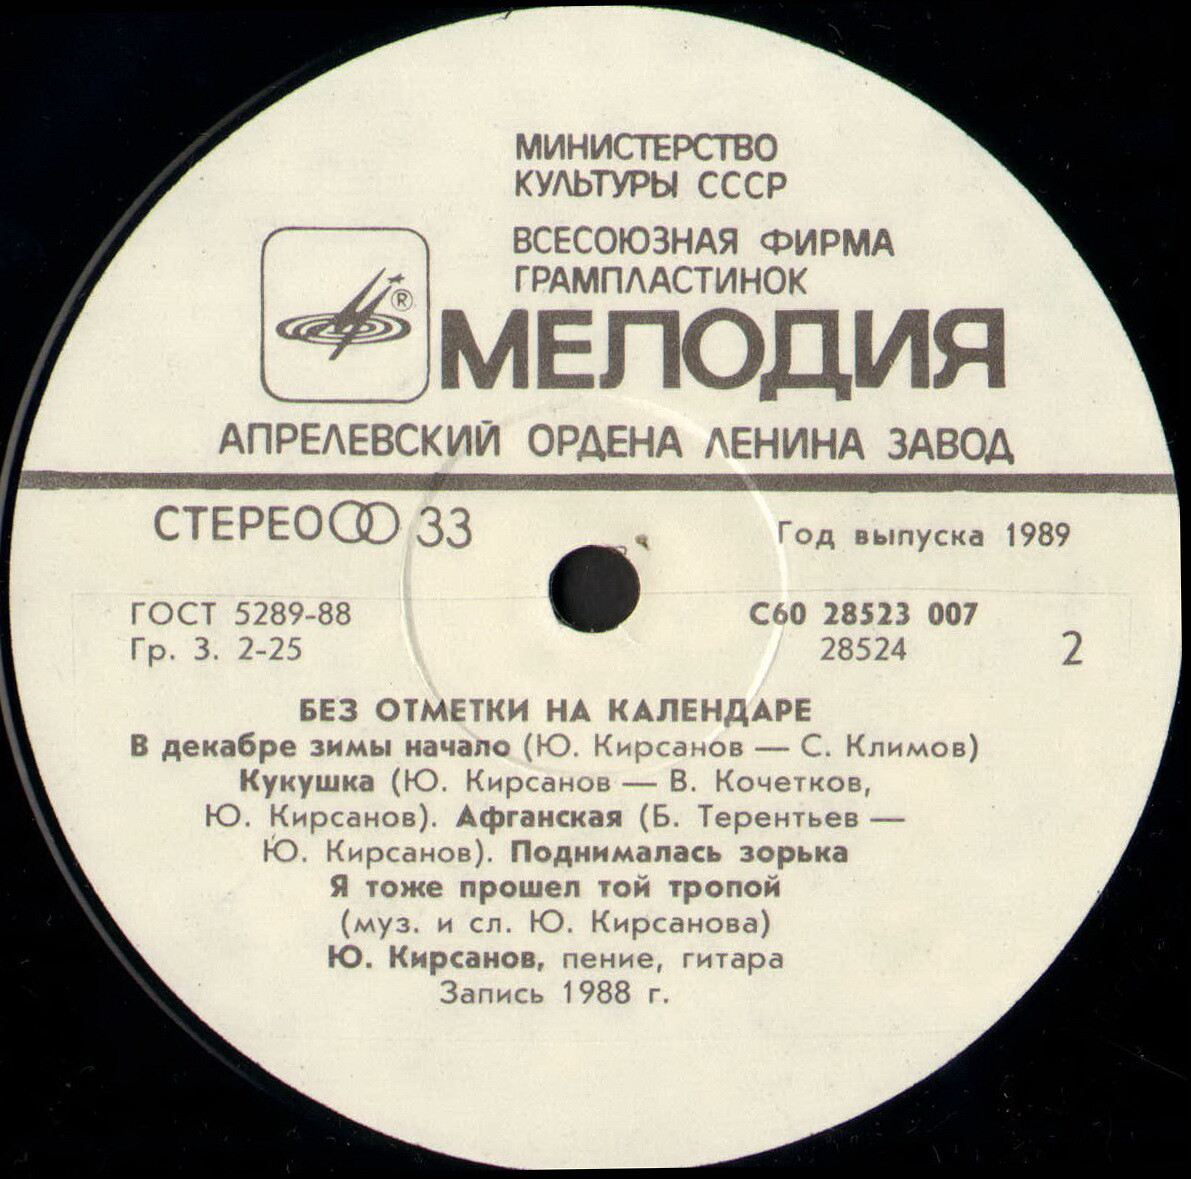 МИНИСТЕРСТВО
КУЛЬТУРЫ СССР
ВСЕСОЮЗНАЯ ФИРМА
ГРАМПЛАСТИНОК
®
МЕЛОДИЯ
АПРЕЛЕВСКИЙ ОРДЕНА ЛЕНИНА ЗАВОД
СТЕРЕО 33
Год выпуска 1989
ГОСТ 5289-88
Гр. 3. 2-25
С60 28523 007
28524
2
БЕЗ ОТМЕТКИ НА КАЛЕНДАРЕ
В декабре зимы начало (Ю. Кирсанов — С. Климов)
Кукушка (Ю. Кирсанов — В. Кочетков,
Ю. Кирсанов). Афганская (Б. Терентьев —
Ю. Кирсанов). Поднималась зорька
Я тоже прошел той тропой
(муз. и сл. Ю. Кирсанова)
Ю. Кирсанов, пение, гитара
Запись 1988 г.